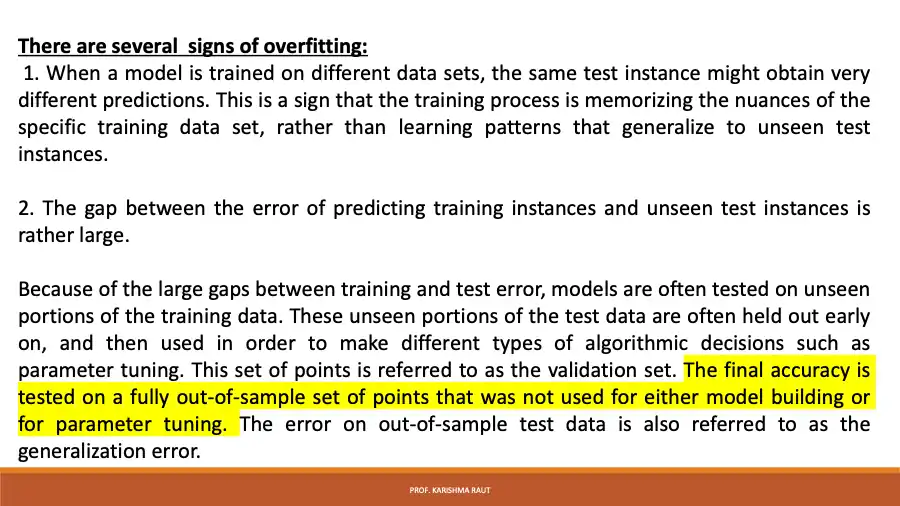 There are several signs of overfitting:
1. When a model is trained on different data sets, the same test instance might obtain very
different predictions. This is a sign that the training process is memorizing the nuances of the
specific training data set, rather than learning patterns that generalize to unseen test
instances.
2. The gap between the error of predicting training instances and unseen test instances is
rather large.
Because of the large gaps between training and test error, models are often tested on unseen
portions of the training data. These unseen portions of the test data are often held out early
on, and then used in order to make different types of algorithmic decisions such as
parameter tuning. This set of points is referred to as the validation set. The final accuracy is
tested on a fully out-of-sample set of points that was not used for either model building or
for parameter tuning. The error on out-of-sample test data is also referred to as the
generalization error.
PROF. KARISHMA RAUT